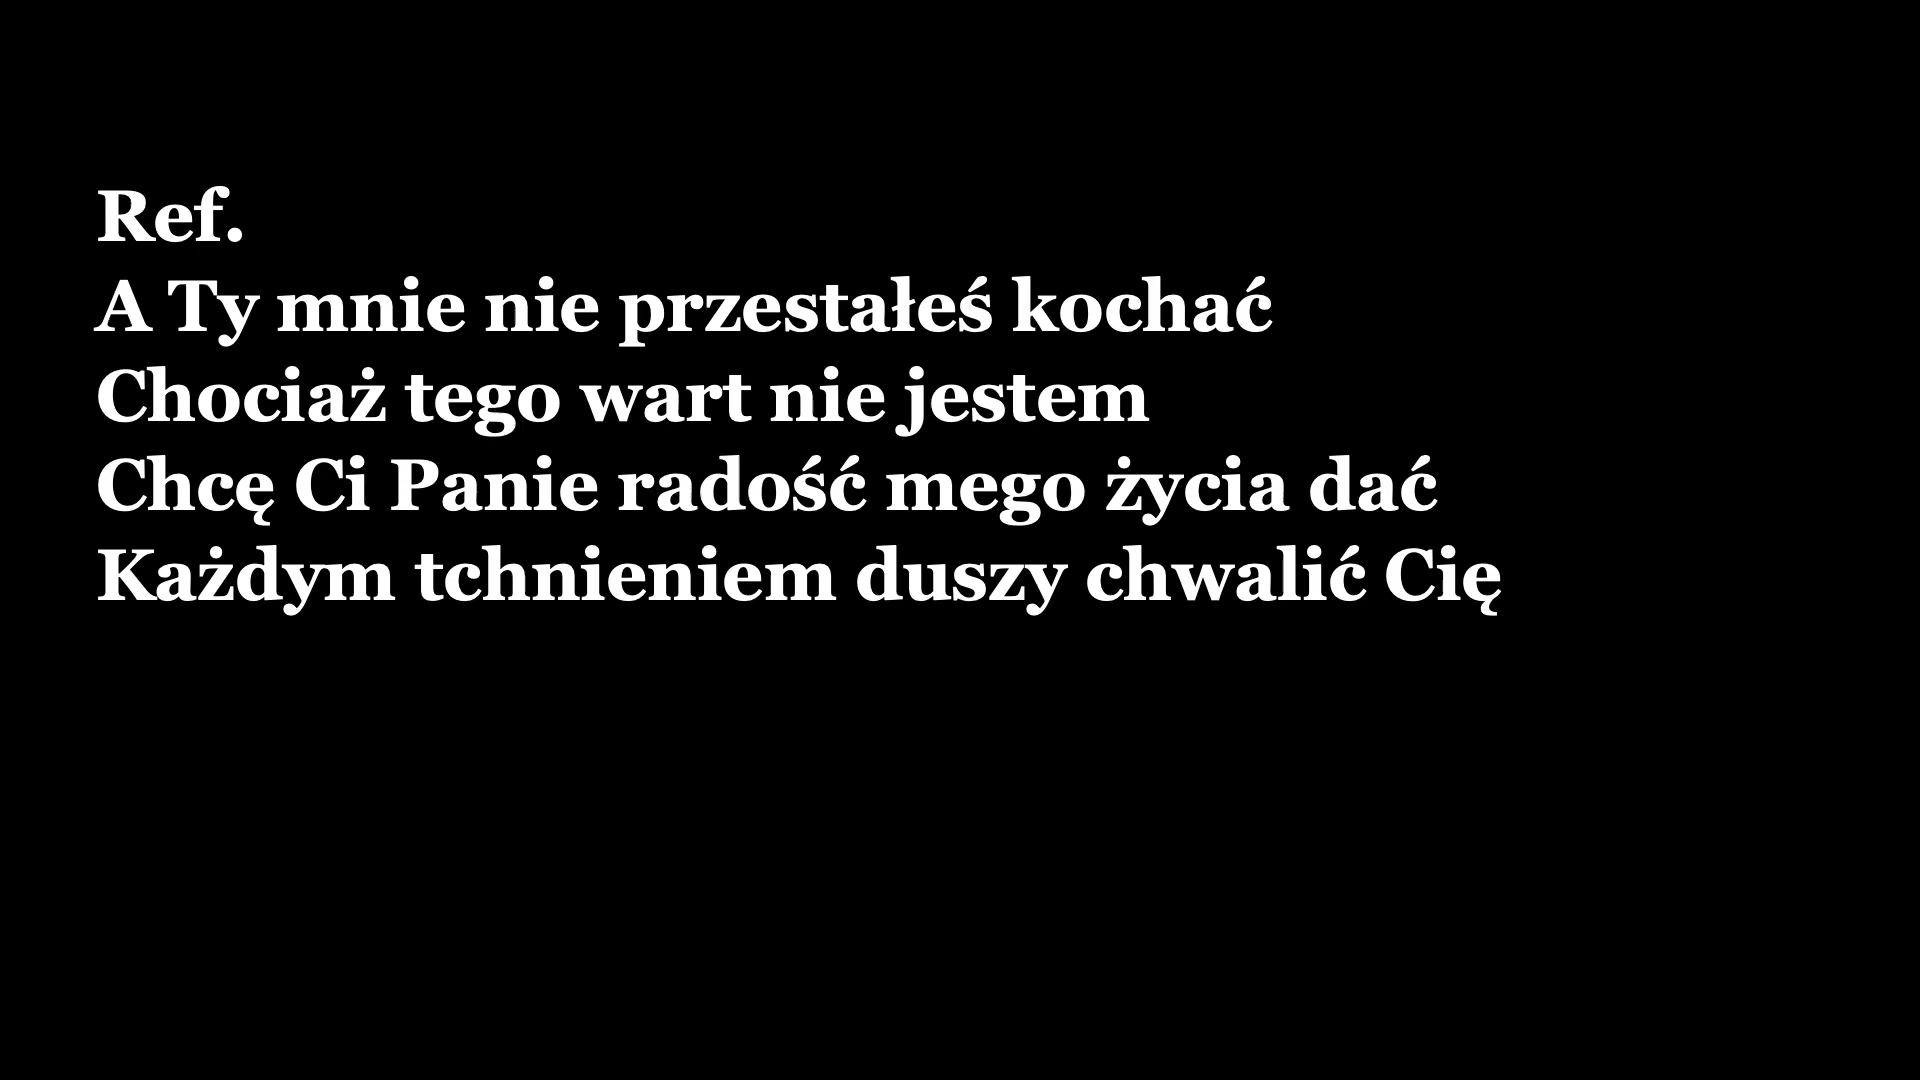 Ref.
A Ty mnie nie przestałeś kochać
Chociaż tego wart nie jestem
Chcę Ci Panie radość mego życia dać
Każdym tchnieniem duszy chwalić Cię